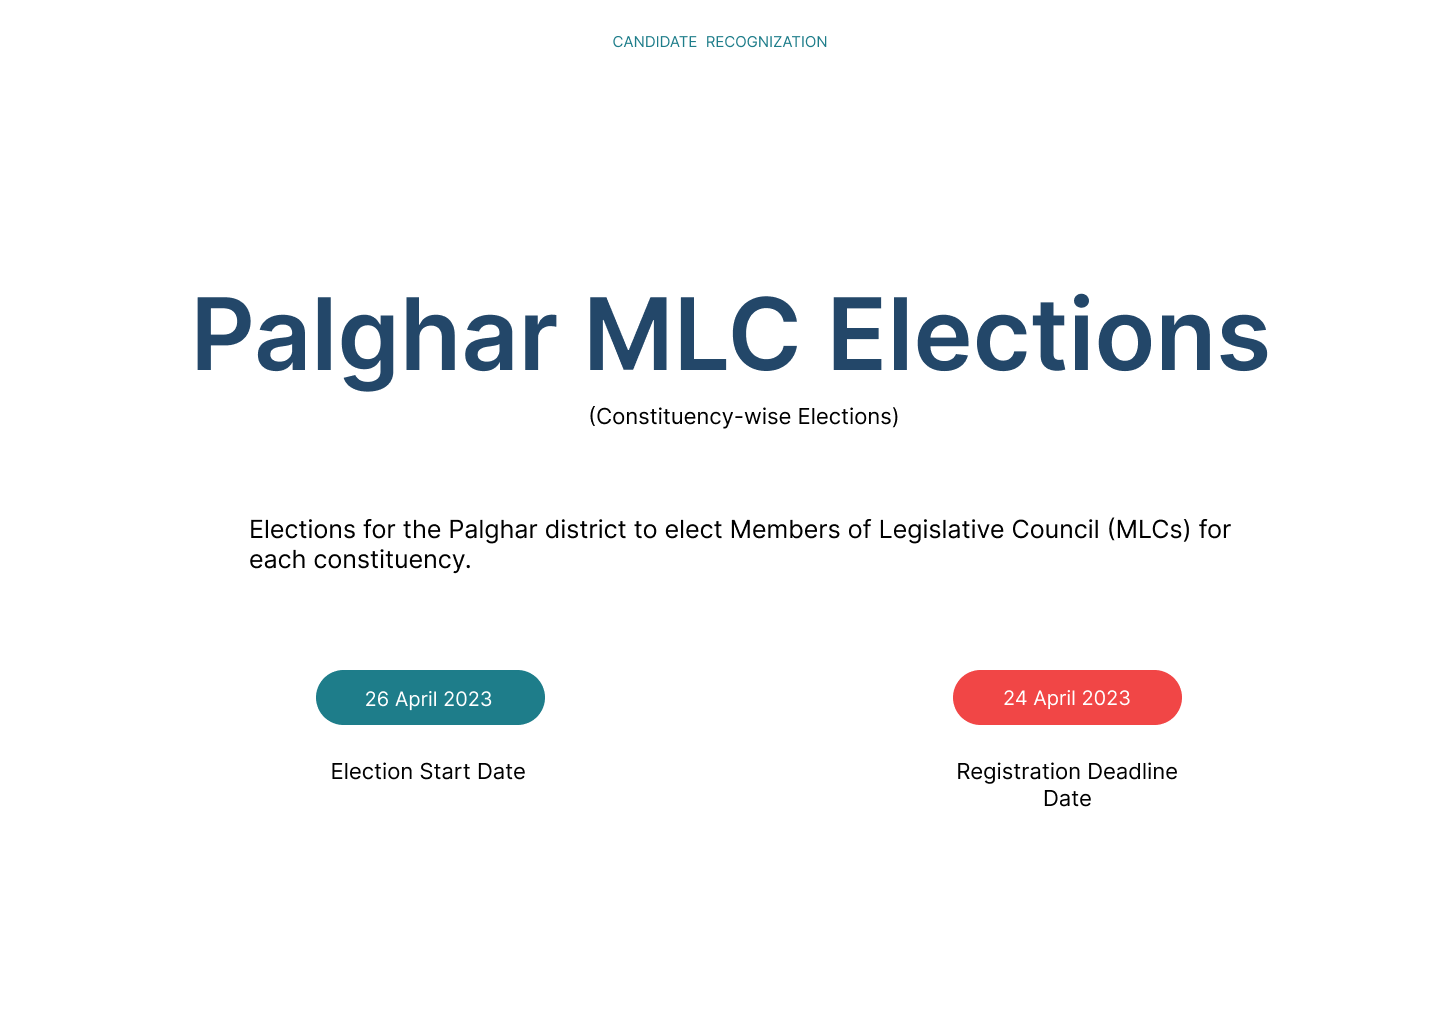 CANDIDATE RECOGNIZATION
Palghar MLC Elections
(Constituency-wise Elections)
Elections for the Palghar district to elect Members of Legislative Council (MLCs) for
each constituency.
26 April 2023
Election Start Date
24 April 2023
Registration Deadline
Date